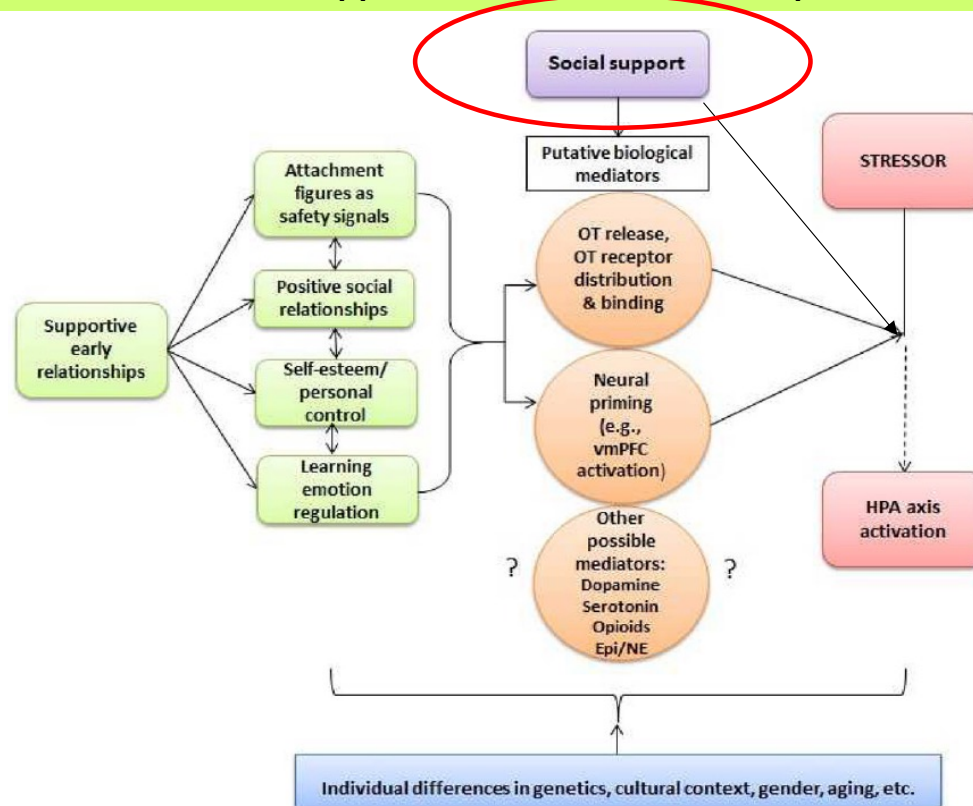 Social support
Putative biological
mediators
STRESSOR
Attachment
figures as
safety signals
OT release,
OT receptor
distribution
& binding
Positive social
relationships
Supportive
early
relationships
Self-esteem/
personal
control
Neural
priming
(e.g.,
vmPFC
activation)
Learning
emotion
regulation
HPA axis
activation
Other
possible
mediators:
Dopamine
Serotonin
Opioids
Epi/NE
?
?
Individual differences in genetics, cultural context, gender, aging, etc.